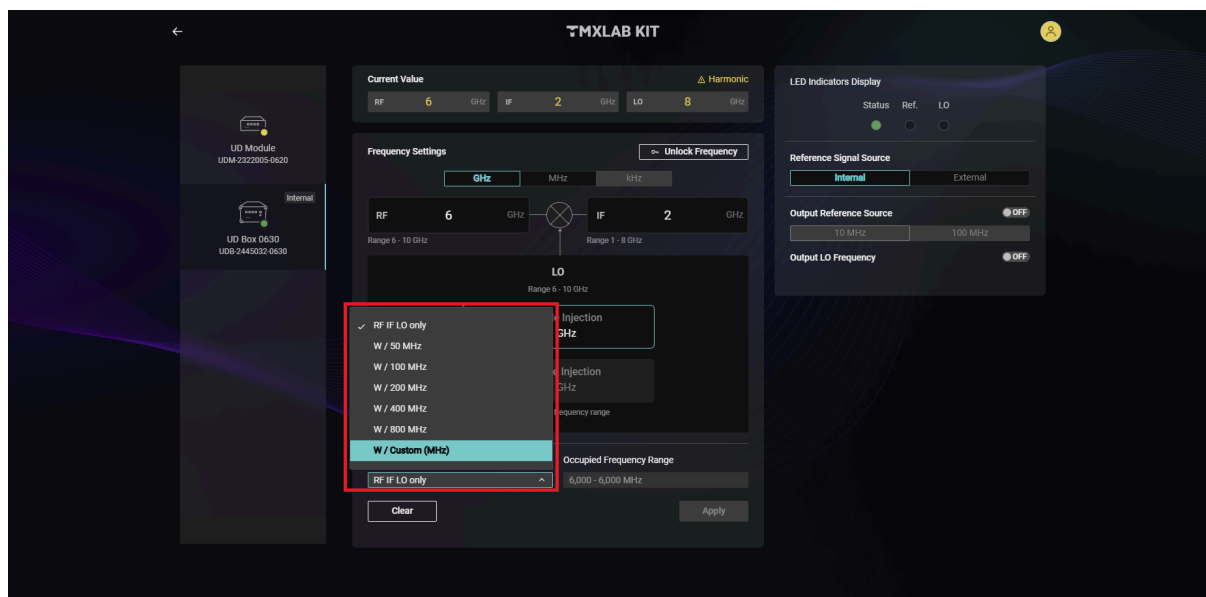 TMXLAB KIT
UD Module
UDM-2322005-0620
Internal
UD Box 0630
UDB-2445032-0630
Current Value
Harmonic
RF 6 GHz IF 2 GHz LO 8 GHz
Frequency Settings
Unlock Frequency
GHz MHz kHz
RF 6 GHz IF 2 GHz
Range 6 - 10 GHz Range 1 - 8 GHz
LO
Range 6 - 10 GHz
Injection
GHz
Injection
GHz
frequency range
RF IF LO only
W / 50 MHz
W / 100 MHz
W / 200 MHz
W / 400 MHz
W / 800 MHz
W / Custom (MHz)
Occupied Frequency Range
RF IF LO only 6,000 - 6,000 MHz
Clear Apply
LED Indicators Display
Status Ref. LO
Reference Signal Source
Internal External
Output Reference Source OFF
10 MHz 100 MHz
Output LO Frequency OFF